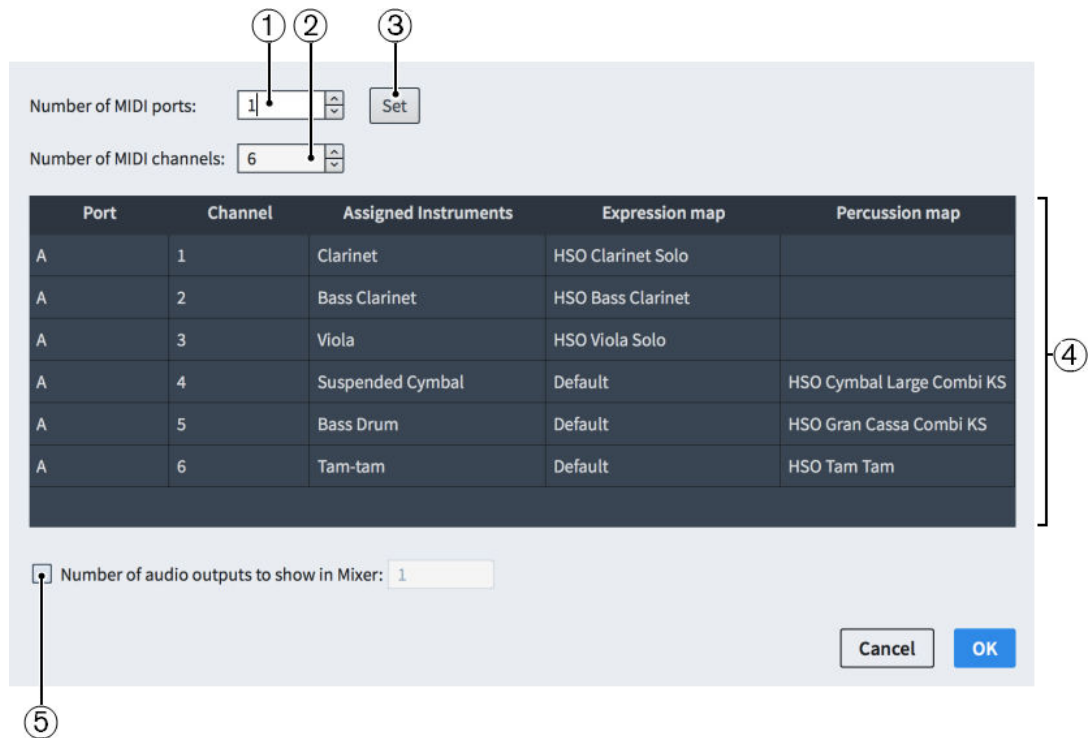 ① ② ③
Number of MIDI ports: 1 Set
Number of MIDI channels: 6
Port Channel Assigned Instruments Expression map Percussion map
A 1 Clarinet HSO Clarinet Solo
A 2 Bass Clarinet HSO Bass Clarinet
A 3 Viola HSO Viola Solo
④
A 4 Suspended Cymbal Default HSO Cymbal Large Combi KS
A 5 Bass Drum Default HSO Gran Cassa Combi KS
A 6 Tam-tam Default HSO Tam Tam
Number of audio outputs to show in Mixer: 1
Cancel OK
⑤